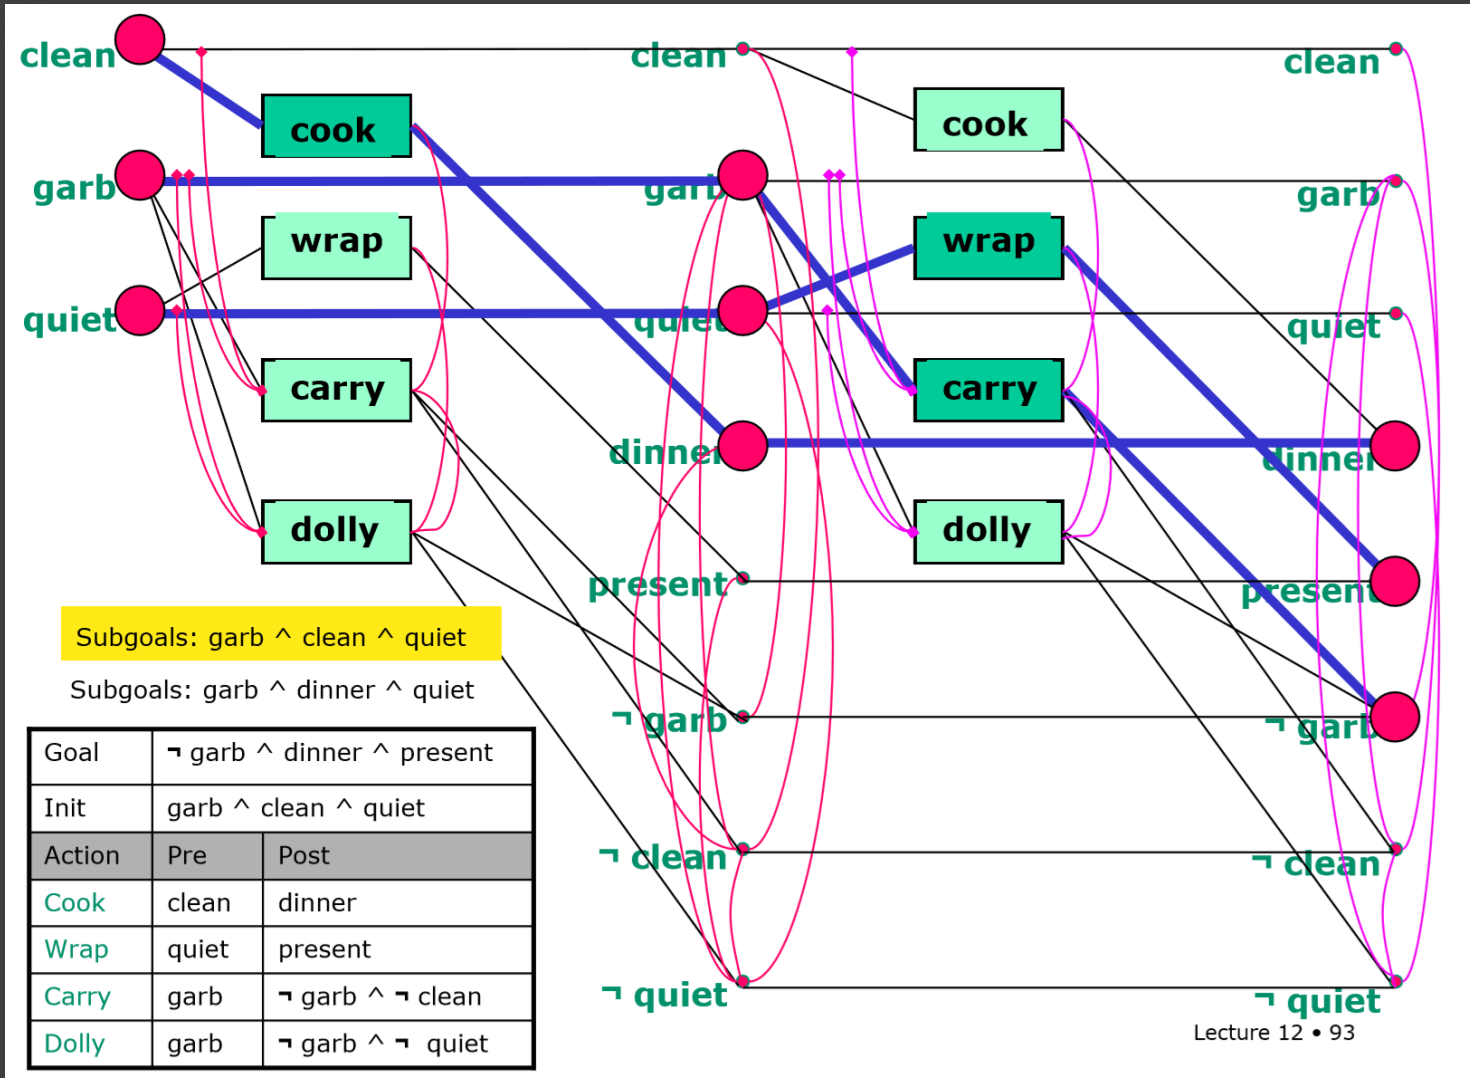 clean
clean
clean
cook
cook
garb
garb
garb
wrap
wrap
quiet
quiet
quiet
carry
carry
dinner
dinner
dolly
dolly
present
present
Subgoals: garb ^ clean ^ quiet
Subgoals: garb ^ dinner ^ quiet
¬ garb
¬ garb
Goal ¬ garb ^ dinner ^ present
Init garb ^ clean ^ quiet
Action Pre Post
¬ clean
¬ clean
Cook clean dinner
Wrap quiet present
Carry garb ¬ garb ^ ¬ clean
¬ quiet
¬ quiet
Dolly garb ¬ garb ^ ¬ quiet
Lecture 12 • 93